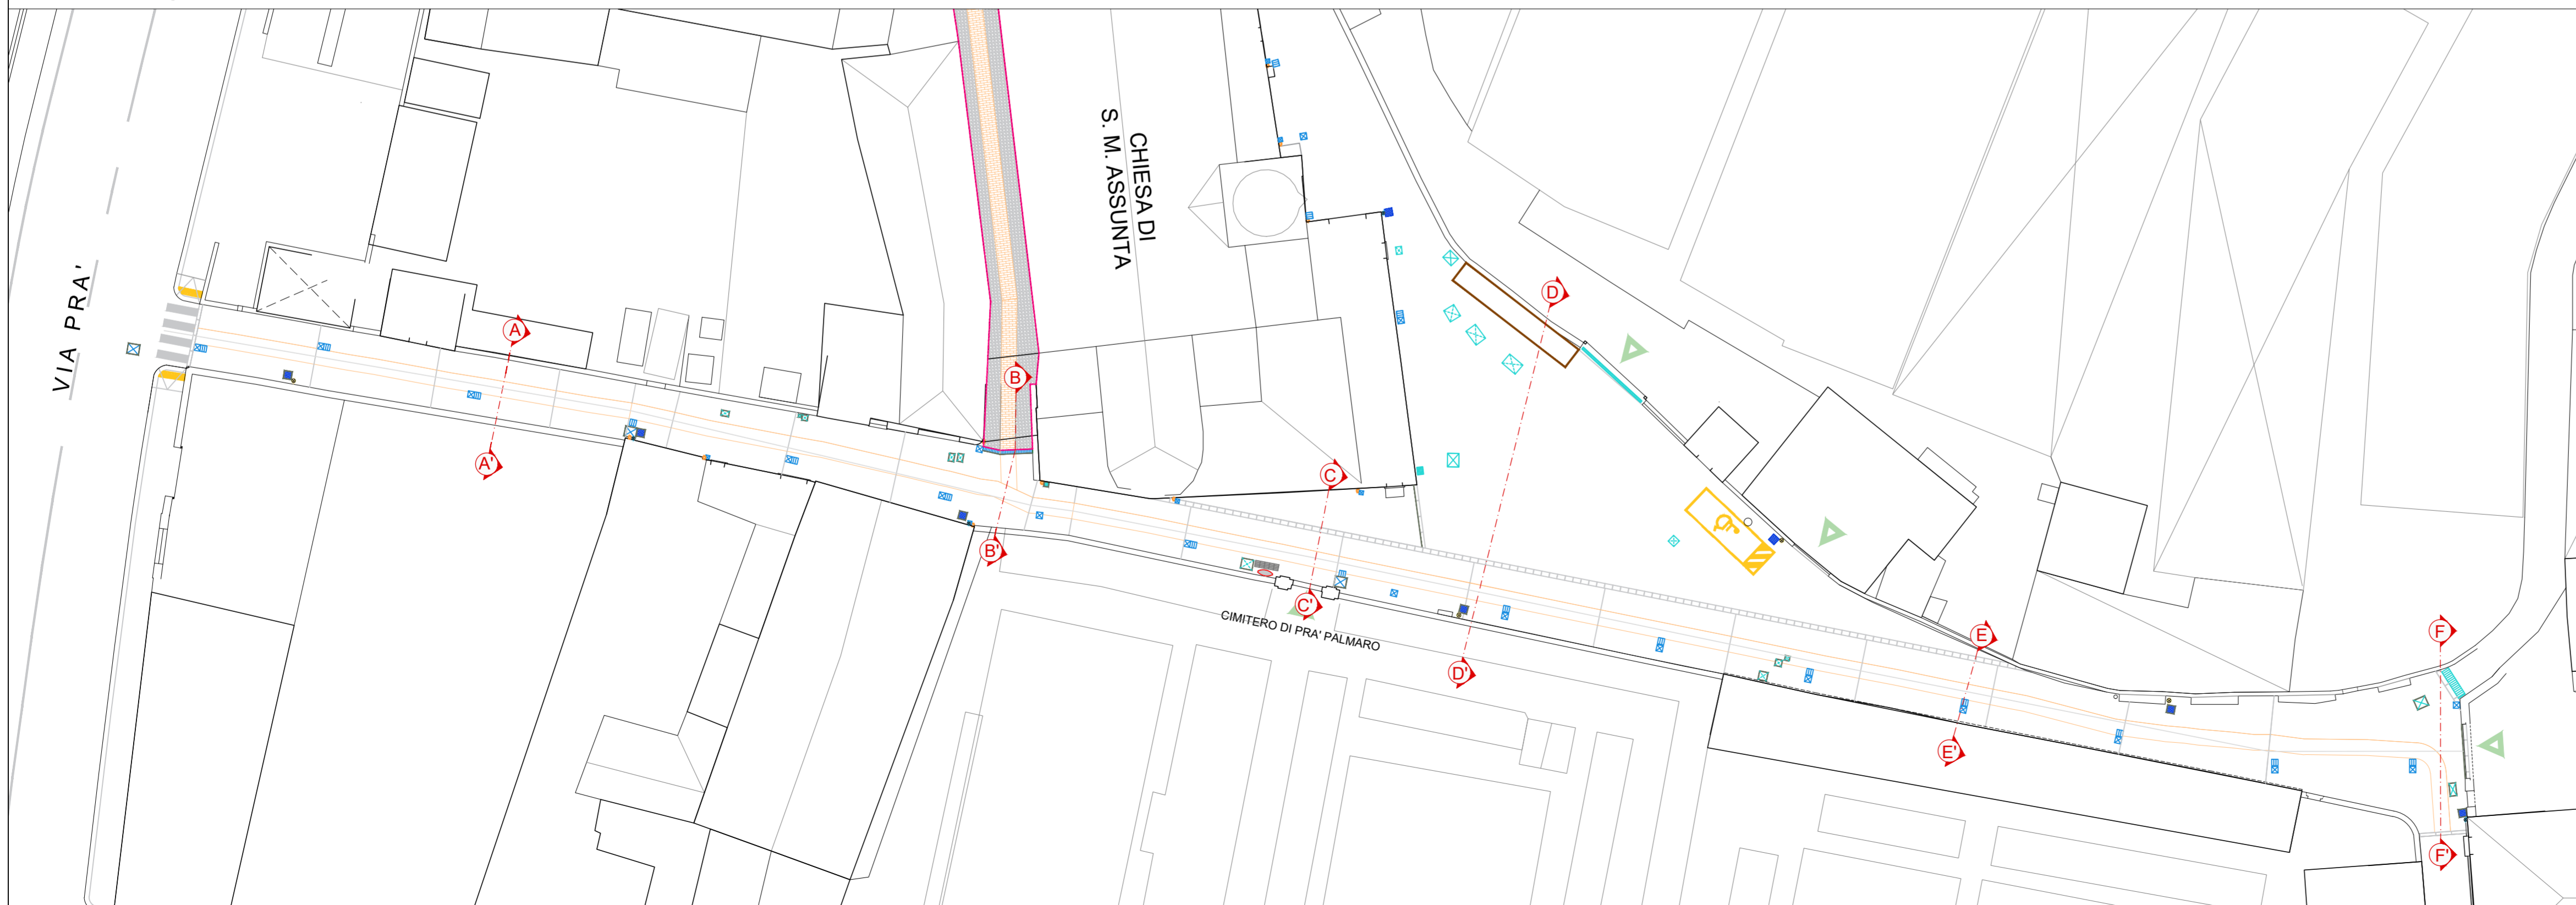 CHIESA DI
S. M. ASSUNTA
VIA PRA'
A
A'
B
B'
C
C'
CIMITERO DI PRA' PALMARO
D
D'
E
E'
F
F'